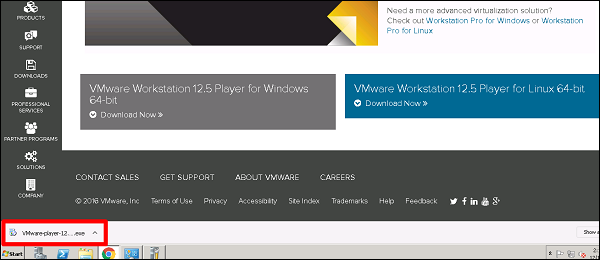 PRODUCTS
SUPPORT
DOWNLOADS
PROFESSIONAL
SERVICES
PARTNER PROGRAMS
SOLUTIONS
COMPANY
Need a more advanced virtualization solution?
Check out Workstation Pro for Windows or Workstation
Pro for Linux
VMware Workstation 12.5 Player for Windows
64-bit
Download Now »
VMware Workstation 12.5 Player for Linux 64-bit
Download Now »
CONTACT SALES GET SUPPORT ABOUT VMWARE CAREERS
© 2016 VMware, Inc Terms of Use Privacy Accessibility Site Index Trademarks Help Feedback
VMware-player-12....exe
Show a
Start